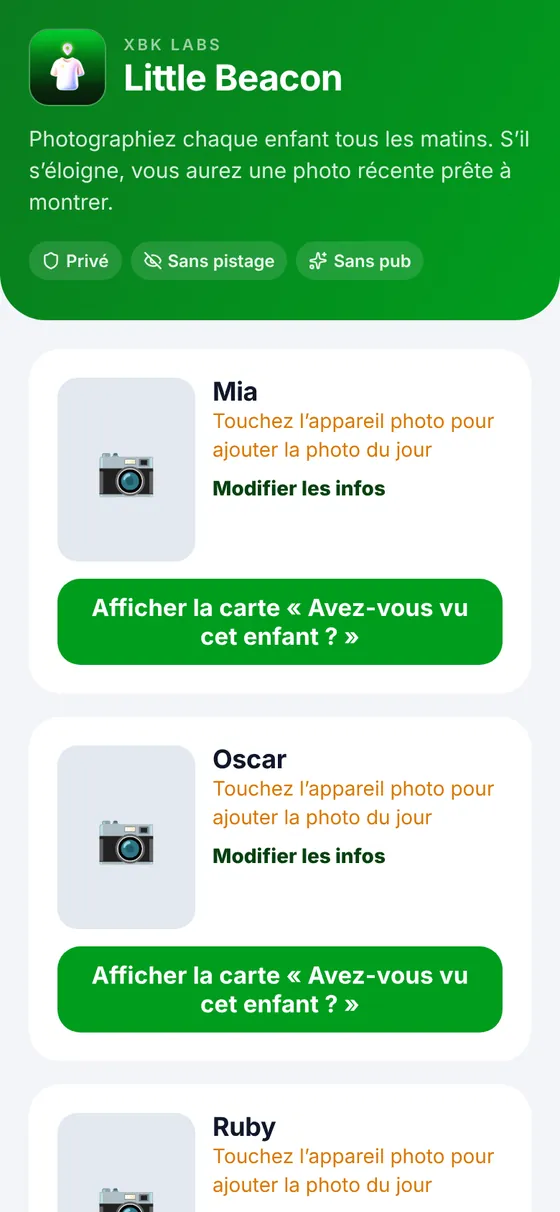 XBK LABS
Little Beacon
Photographiez chaque enfant tous les matins. S’il
s’éloigne, vous aurez une photo récente prête à
montrer.
Privé
Sans pistage
Sans pub
Mia
Touchez l’appareil photo pour
ajouter la photo du jour
Modifier les infos
Afficher la carte « Avez-vous vu
cet enfant ? »
Oscar
Touchez l’appareil photo pour
ajouter la photo du jour
Modifier les infos
Afficher la carte « Avez-vous vu
cet enfant ? »
Ruby
Touchez l’appareil photo pour
ajouter la photo du jour